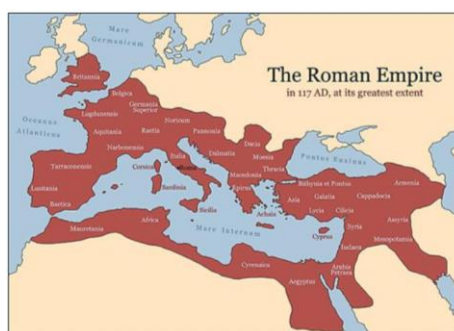 Mare
Germanicum
The Roman Empire
in 117 AD, at its greatest extent
Britannia
Oceanus
Atlanticus
Belgica
Germania
Superior
Lugdunensis
Noricum
Aquitania
Raetia
Pannonia
Dacia
Narbonensis
Italia
Dalmatia
Moesia
Pontus Euxinus
Tarraconensis
Corsica
Roma
Thracia
Macedonia
Bithynia et Pontus
Armenia
Lusitania
Sardinia
Epirus
Galatia
Cappadocia
Baetica
Asia
Sicilia
Achaia
Lycia
Cilicia
Assyria
Mauretania
Africa
Syria
Mesopotamia
Cyprus
Mare Internum
Iudaea
Cyrenaica
Arabia
Petraea
Aegyptus